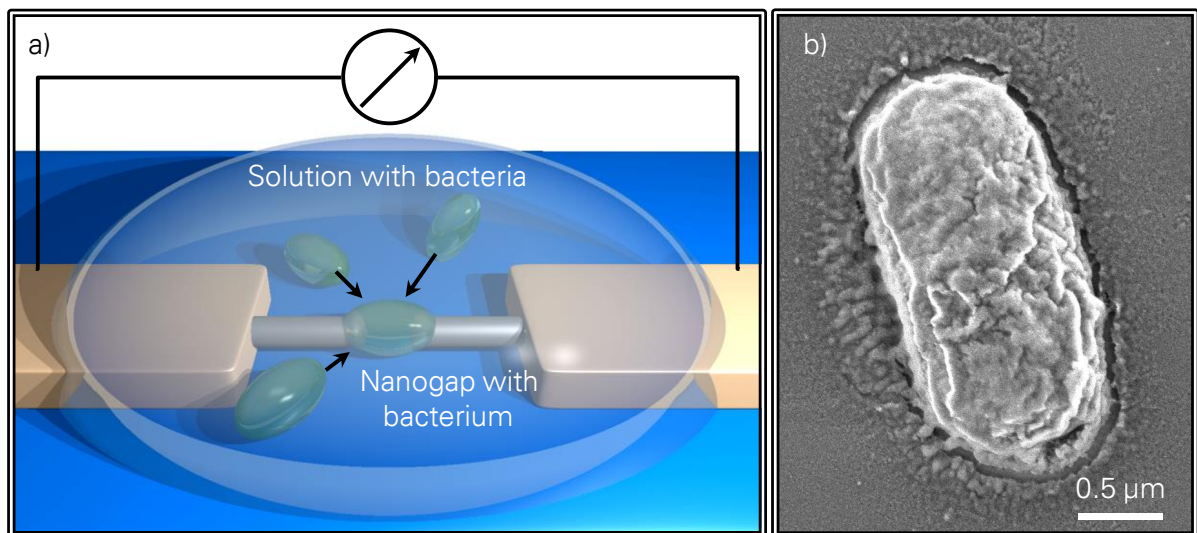 a)
Solution with bacteria
Nanogap with
bacterium
b)
0.5 µm